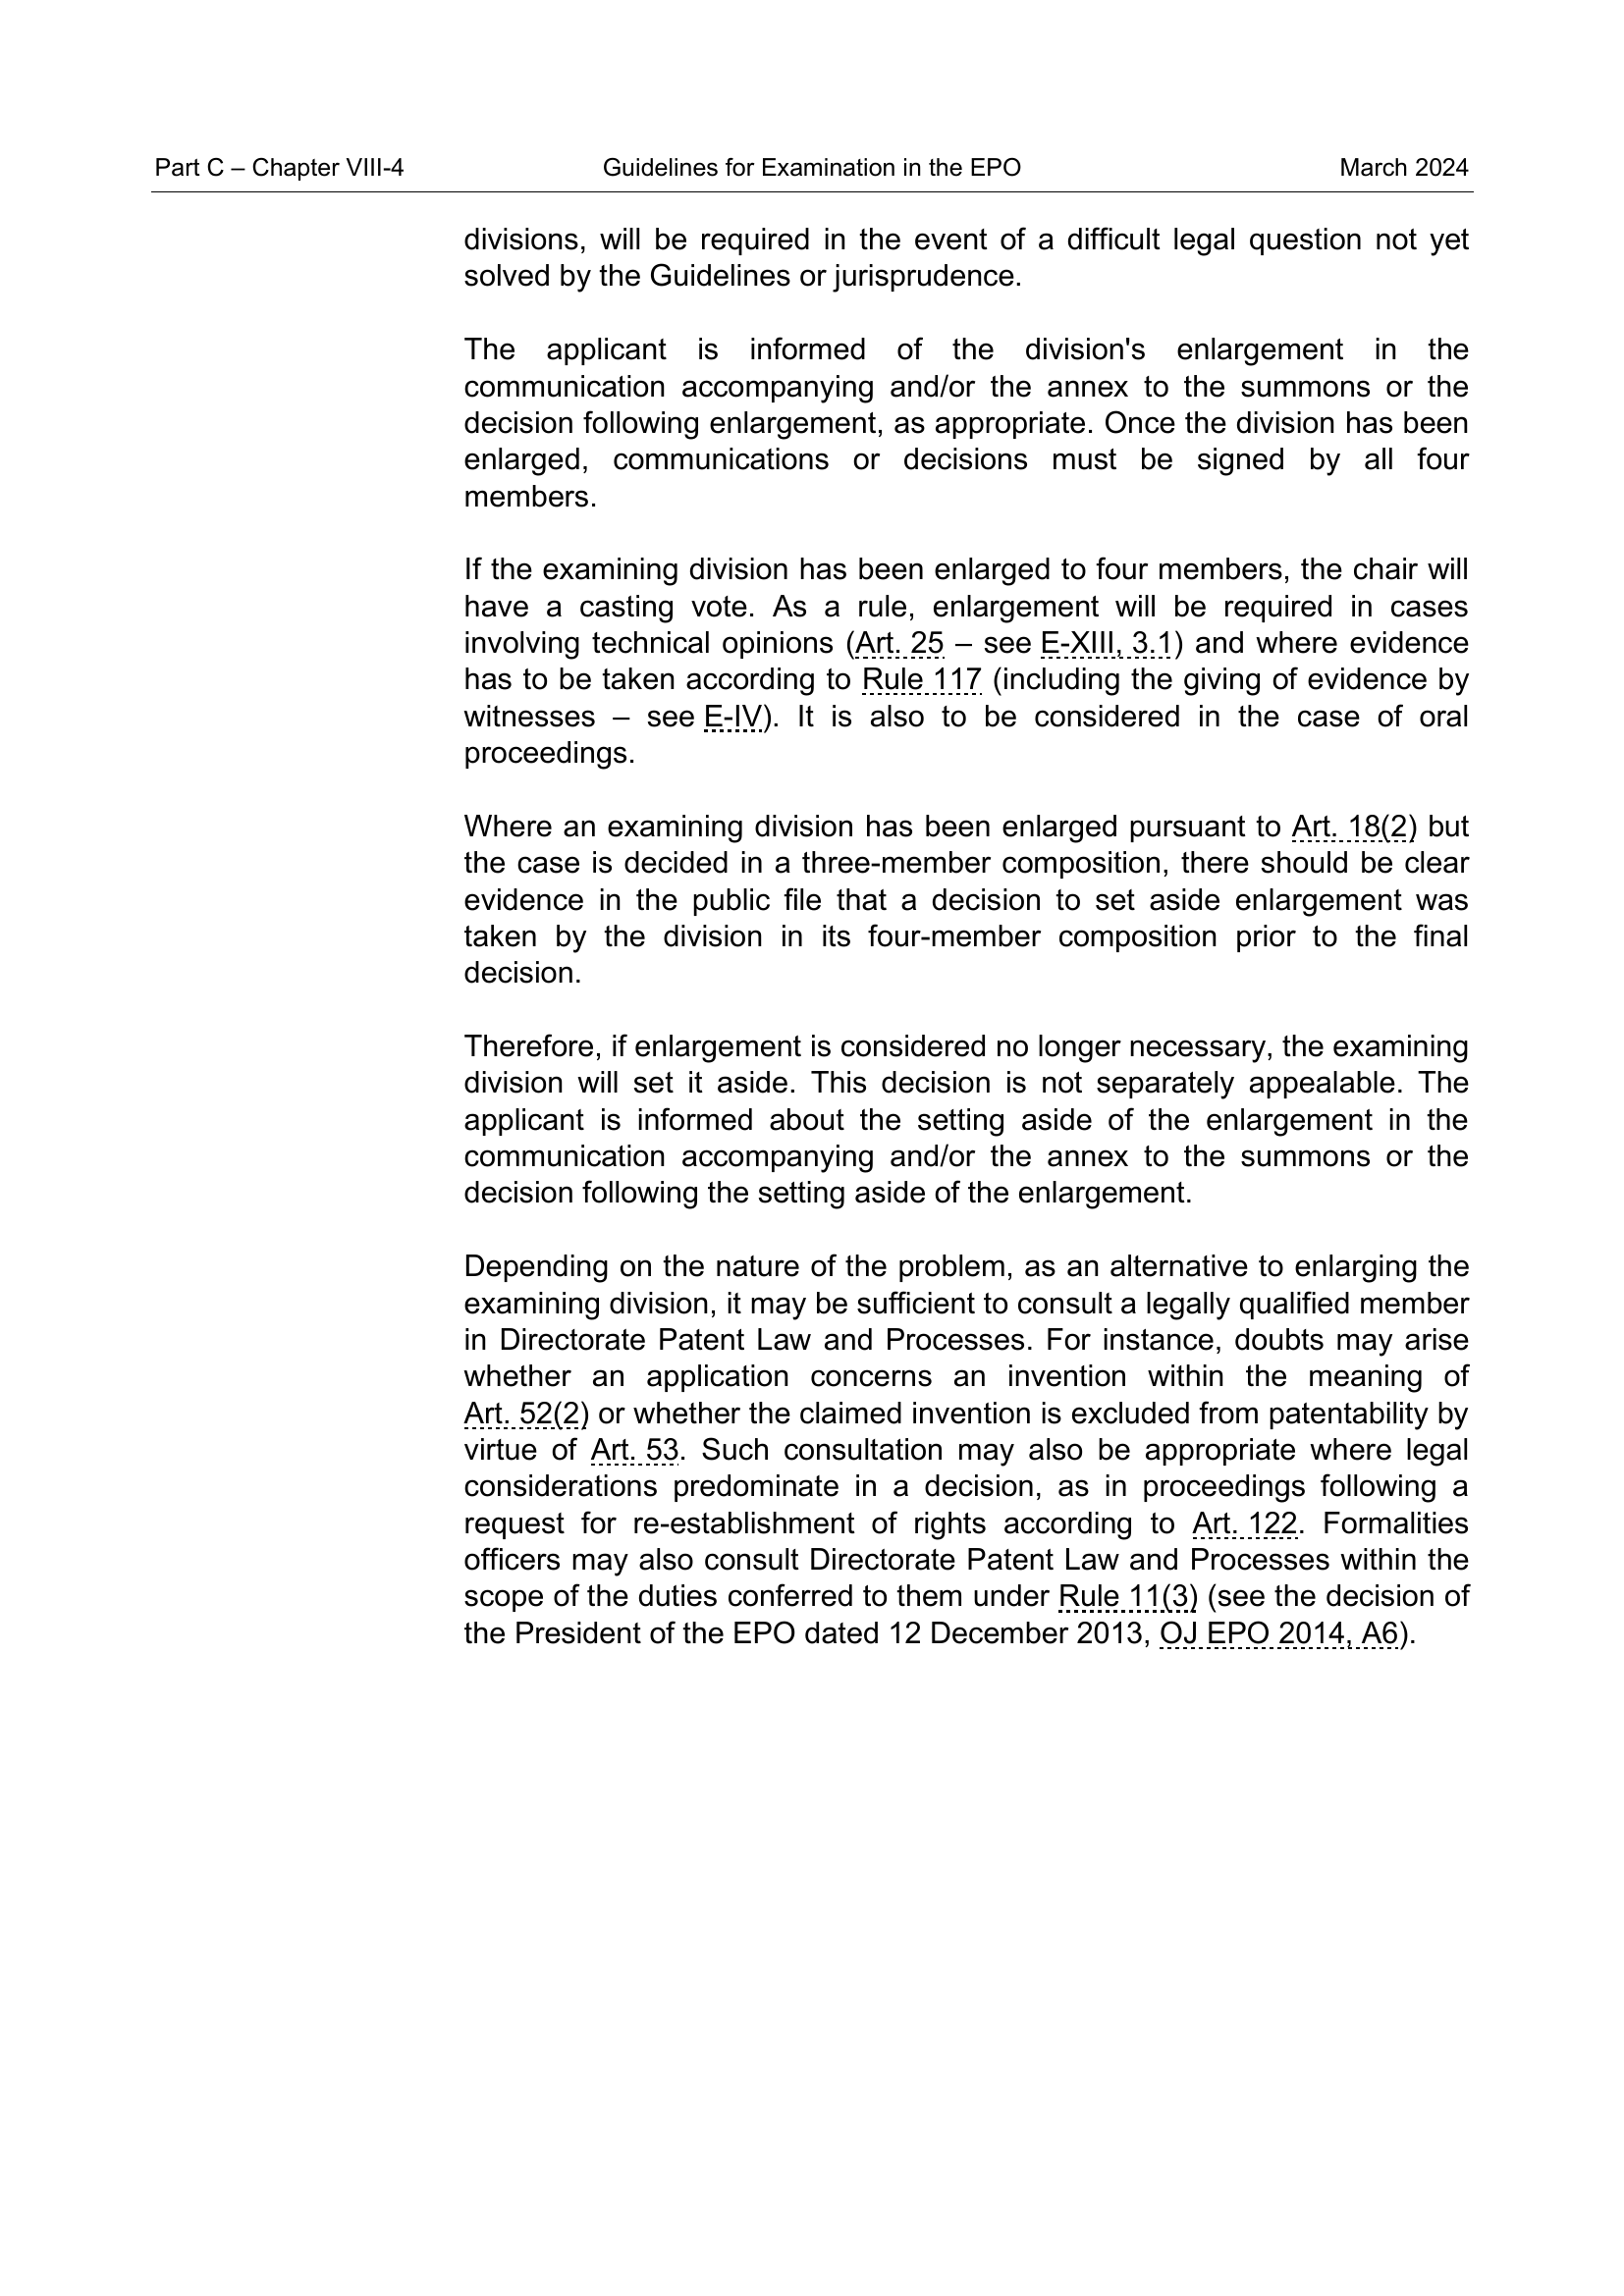 Part C – Chapter VIII-4 Guidelines for Examination in the EPO March 2024
divisions, will be required in the event of a difficult legal question not yet
solved by the Guidelines or jurisprudence.
The applicant is informed of the division's enlargement in the
communication accompanying and/or the annex to the summons or the
decision following enlargement, as appropriate. Once the division has been
enlarged, communications or decisions must be signed by all four
members.
If the examining division has been enlarged to four members, the chair will
have a casting vote. As a rule, enlargement will be required in cases
involving technical opinions (Art. 25 – see E-XIII, 3.1) and where evidence
has to be taken according to Rule 117 (including the giving of evidence by
witnesses – see E-IV). It is also to be considered in the case of oral
proceedings.
Where an examining division has been enlarged pursuant to Art. 18(2) but
the case is decided in a three-member composition, there should be clear
evidence in the public file that a decision to set aside enlargement was
taken by the division in its four-member composition prior to the final
decision.
Therefore, if enlargement is considered no longer necessary, the examining
division will set it aside. This decision is not separately appealable. The
applicant is informed about the setting aside of the enlargement in the
communication accompanying and/or the annex to the summons or the
decision following the setting aside of the enlargement.
Depending on the nature of the problem, as an alternative to enlarging the
examining division, it may be sufficient to consult a legally qualified member
in Directorate Patent Law and Processes. For instance, doubts may arise
whether an application concerns an invention within the meaning of
Art. 52(2) or whether the claimed invention is excluded from patentability by
virtue of Art. 53. Such consultation may also be appropriate where legal
considerations predominate in a decision, as in proceedings following a
request for re-establishment of rights according to Art. 122. Formalities
officers may also consult Directorate Patent Law and Processes within the
scope of the duties conferred to them under Rule 11(3) (see the decision of
the President of the EPO dated 12 December 2013, OJ EPO 2014, A6).